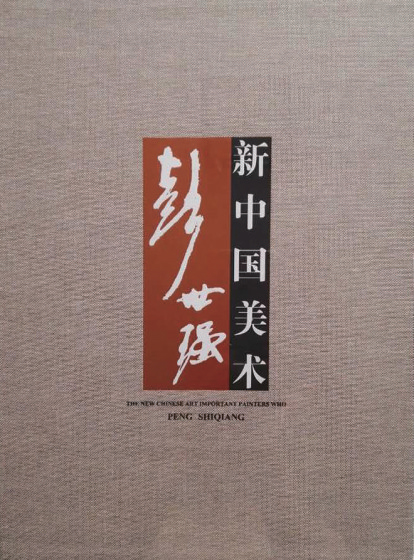 新中国美术
彭世强
THE NEW CHINESE ART IMPORTANT PAINTERS WHO
PENG SHIQIANG